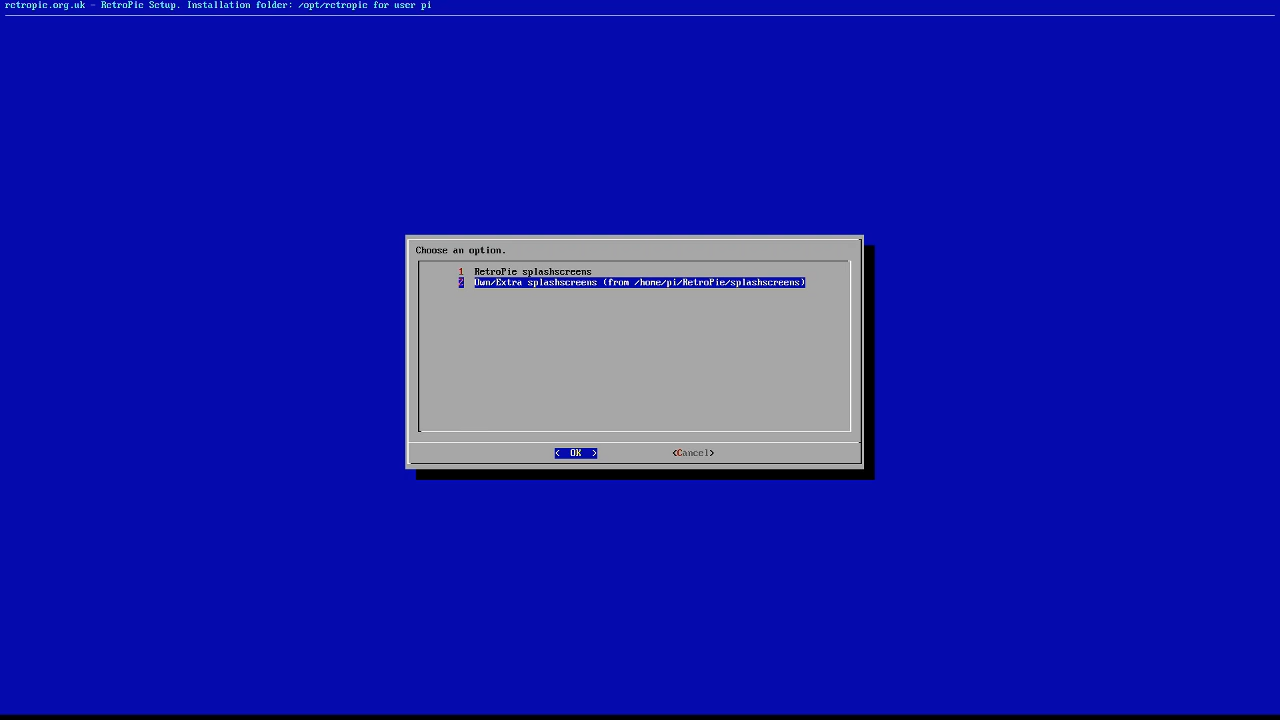 retropie.org.uk - RetroPie Setup. Installation folder: /opt/retropie for user pi
Choose an option.
1 RetroPie splashscreens
2 Own/Extra splashscreens (from /home/pi/RetroPie/splashscreens)
< OK > <Cancel>